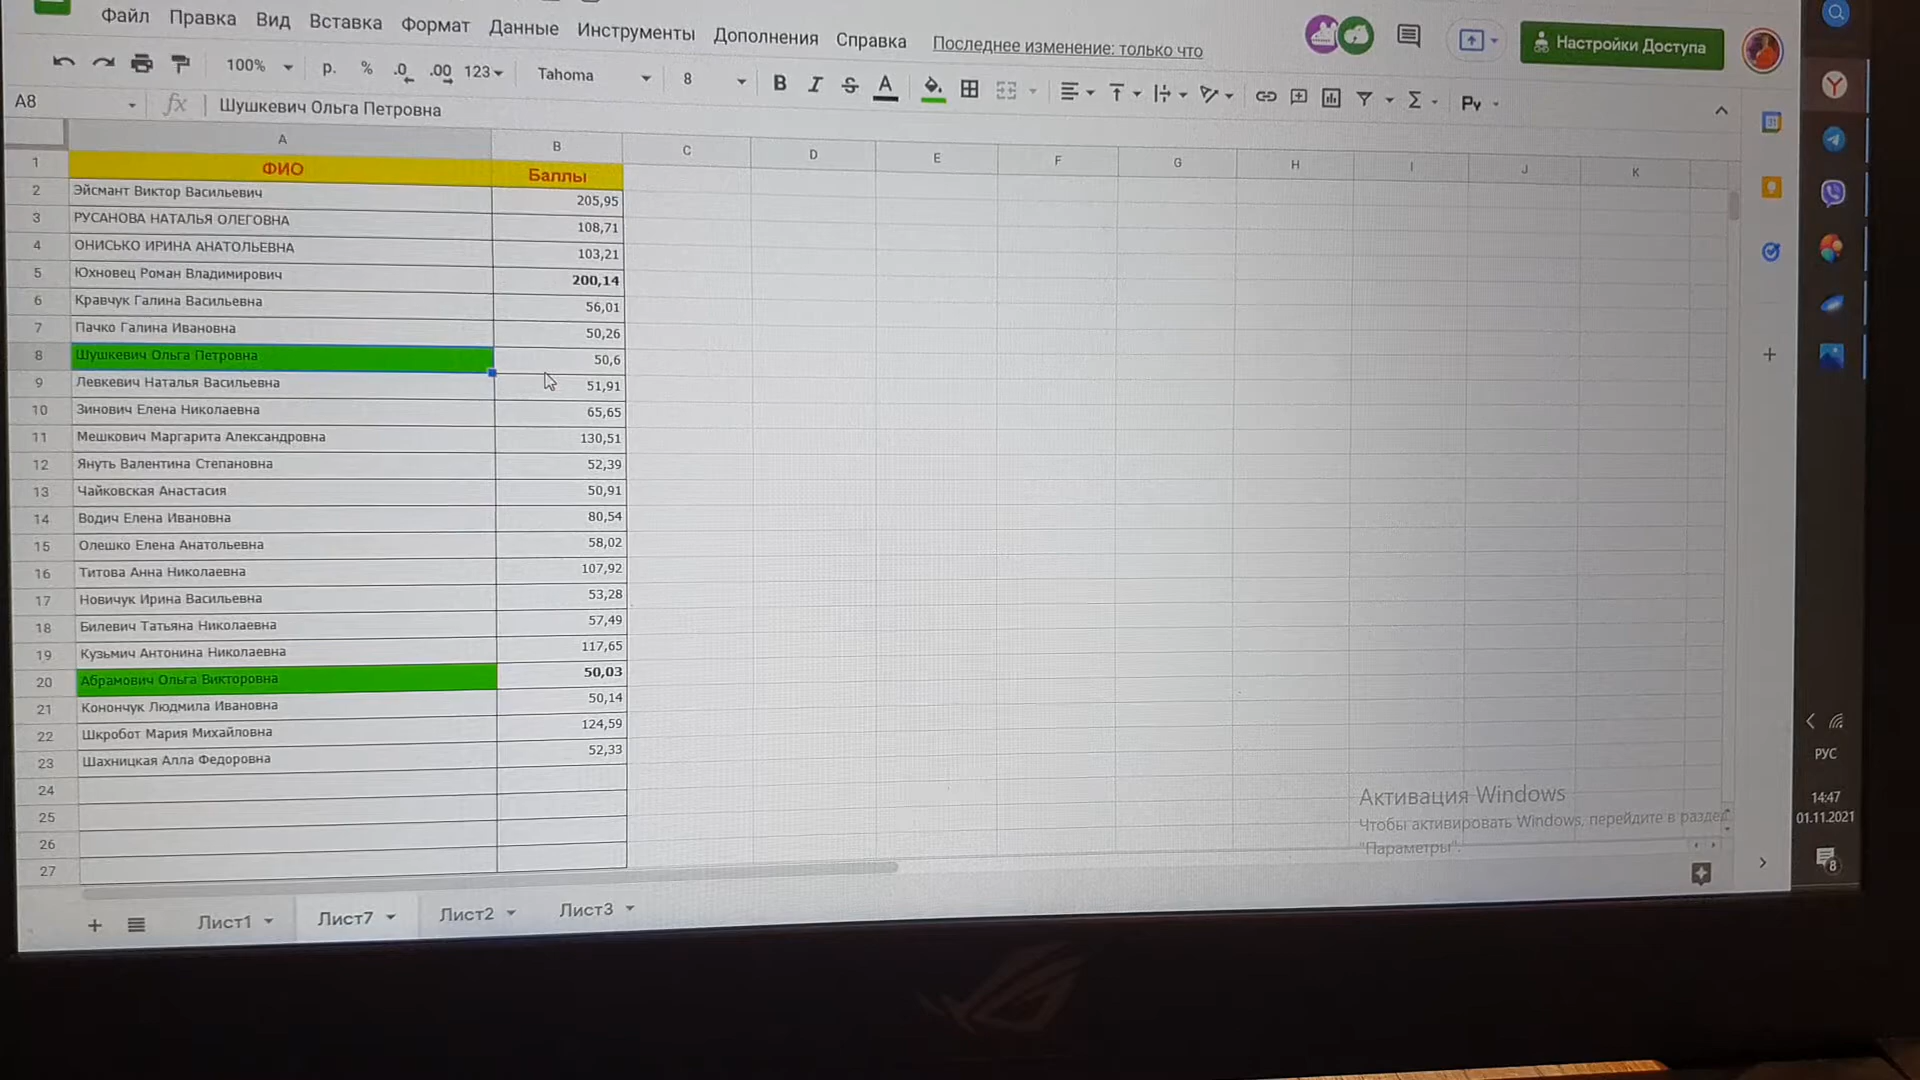 Файл Правка Вид Вставка Формат Данные Инструменты Дополнения Справка Последнее изменение: только что
Настройки Доступа
100% р. % .0 .00 123 Tahoma 8 B I S A Σ Ру
A8 fx Шушкевич Ольга Петровна
A B C D E F G H I J K
1 ФИО Баллы
2 Эйсмант Виктор Васильевич 205,95
3 РУСАНОВА НАТАЛЬЯ ОЛЕГОВНА 108,71
4 ОНИСЬКО ИРИНА АНАТОЛЬЕВНА 103,21
5 Юхновец Роман Владимирович 200,14
6 Кравчук Галина Васильевна 56,01
7 Пачко Галина Ивановна 50,26
8 Шушкевич Ольга Петровна 50,6
9 Левкевич Наталья Васильевна 51,91
10 Зинович Елена Николаевна 65,65
11 Мешкович Маргарита Александровна 130,51
12 Януть Валентина Степановна 52,39
13 Чайковская Анастасия 50,91
14 Водич Елена Ивановна 80,54
15 Олешко Елена Анатольевна 58,02
16 Титова Анна Николаевна 107,92
17 Новичук Ирина Васильевна 53,28
18 Билевич Татьяна Николаевна 57,49
19 Кузьмич Антонина Николаевна 117,65
20 Абрамович Ольга Викторовна 50,03
21 Конончук Людмила Ивановна 50,14
22 Шкробот Мария Михайловна 124,59
23 Шахницкая Алла Федоровна 52,33
24
25
26
27
Активация Windows
Чтобы активировать Windows, перейдите в раздел
"Параметры".
Лист1 Лист7 Лист2 Лист3
РУС
14:47
01.11.2021
8